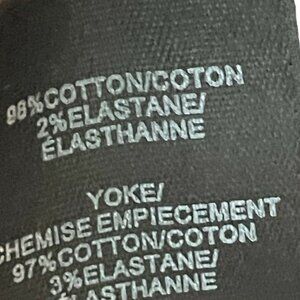 98%COTTON/COTON
2%ELASTANE/
ÉLASTHANNE
YOKE/
CHEMISE EMPIECEMENT
97%COTTON/COTON
3%ELASTANE/
ÉLASTHANNE